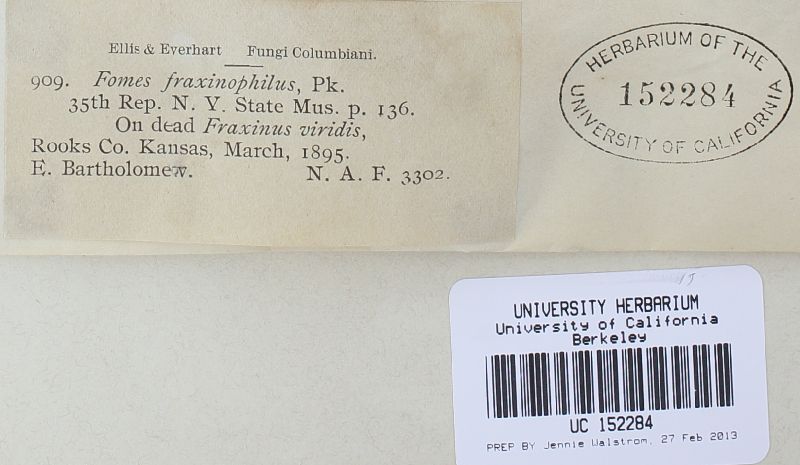 Ellis & Everhart Fungi Columbiani.
909. Fomes fraxinophilus, Pk.
35th Rep. N. Y. State Mus. p. 136.
On dead Fraxinus viridis,
Rooks Co. Kansas, March, 1895.
E. Bartholomew. N. A. F. 3302.
HERBARIUM OF THE
152284
UNIVERSITY OF CALIFORNIA
UNIVERSITY HERBARIUM
University of California
Berkeley
UC 152284
PREP BY Jennie Walstrom, 27 Feb 2013